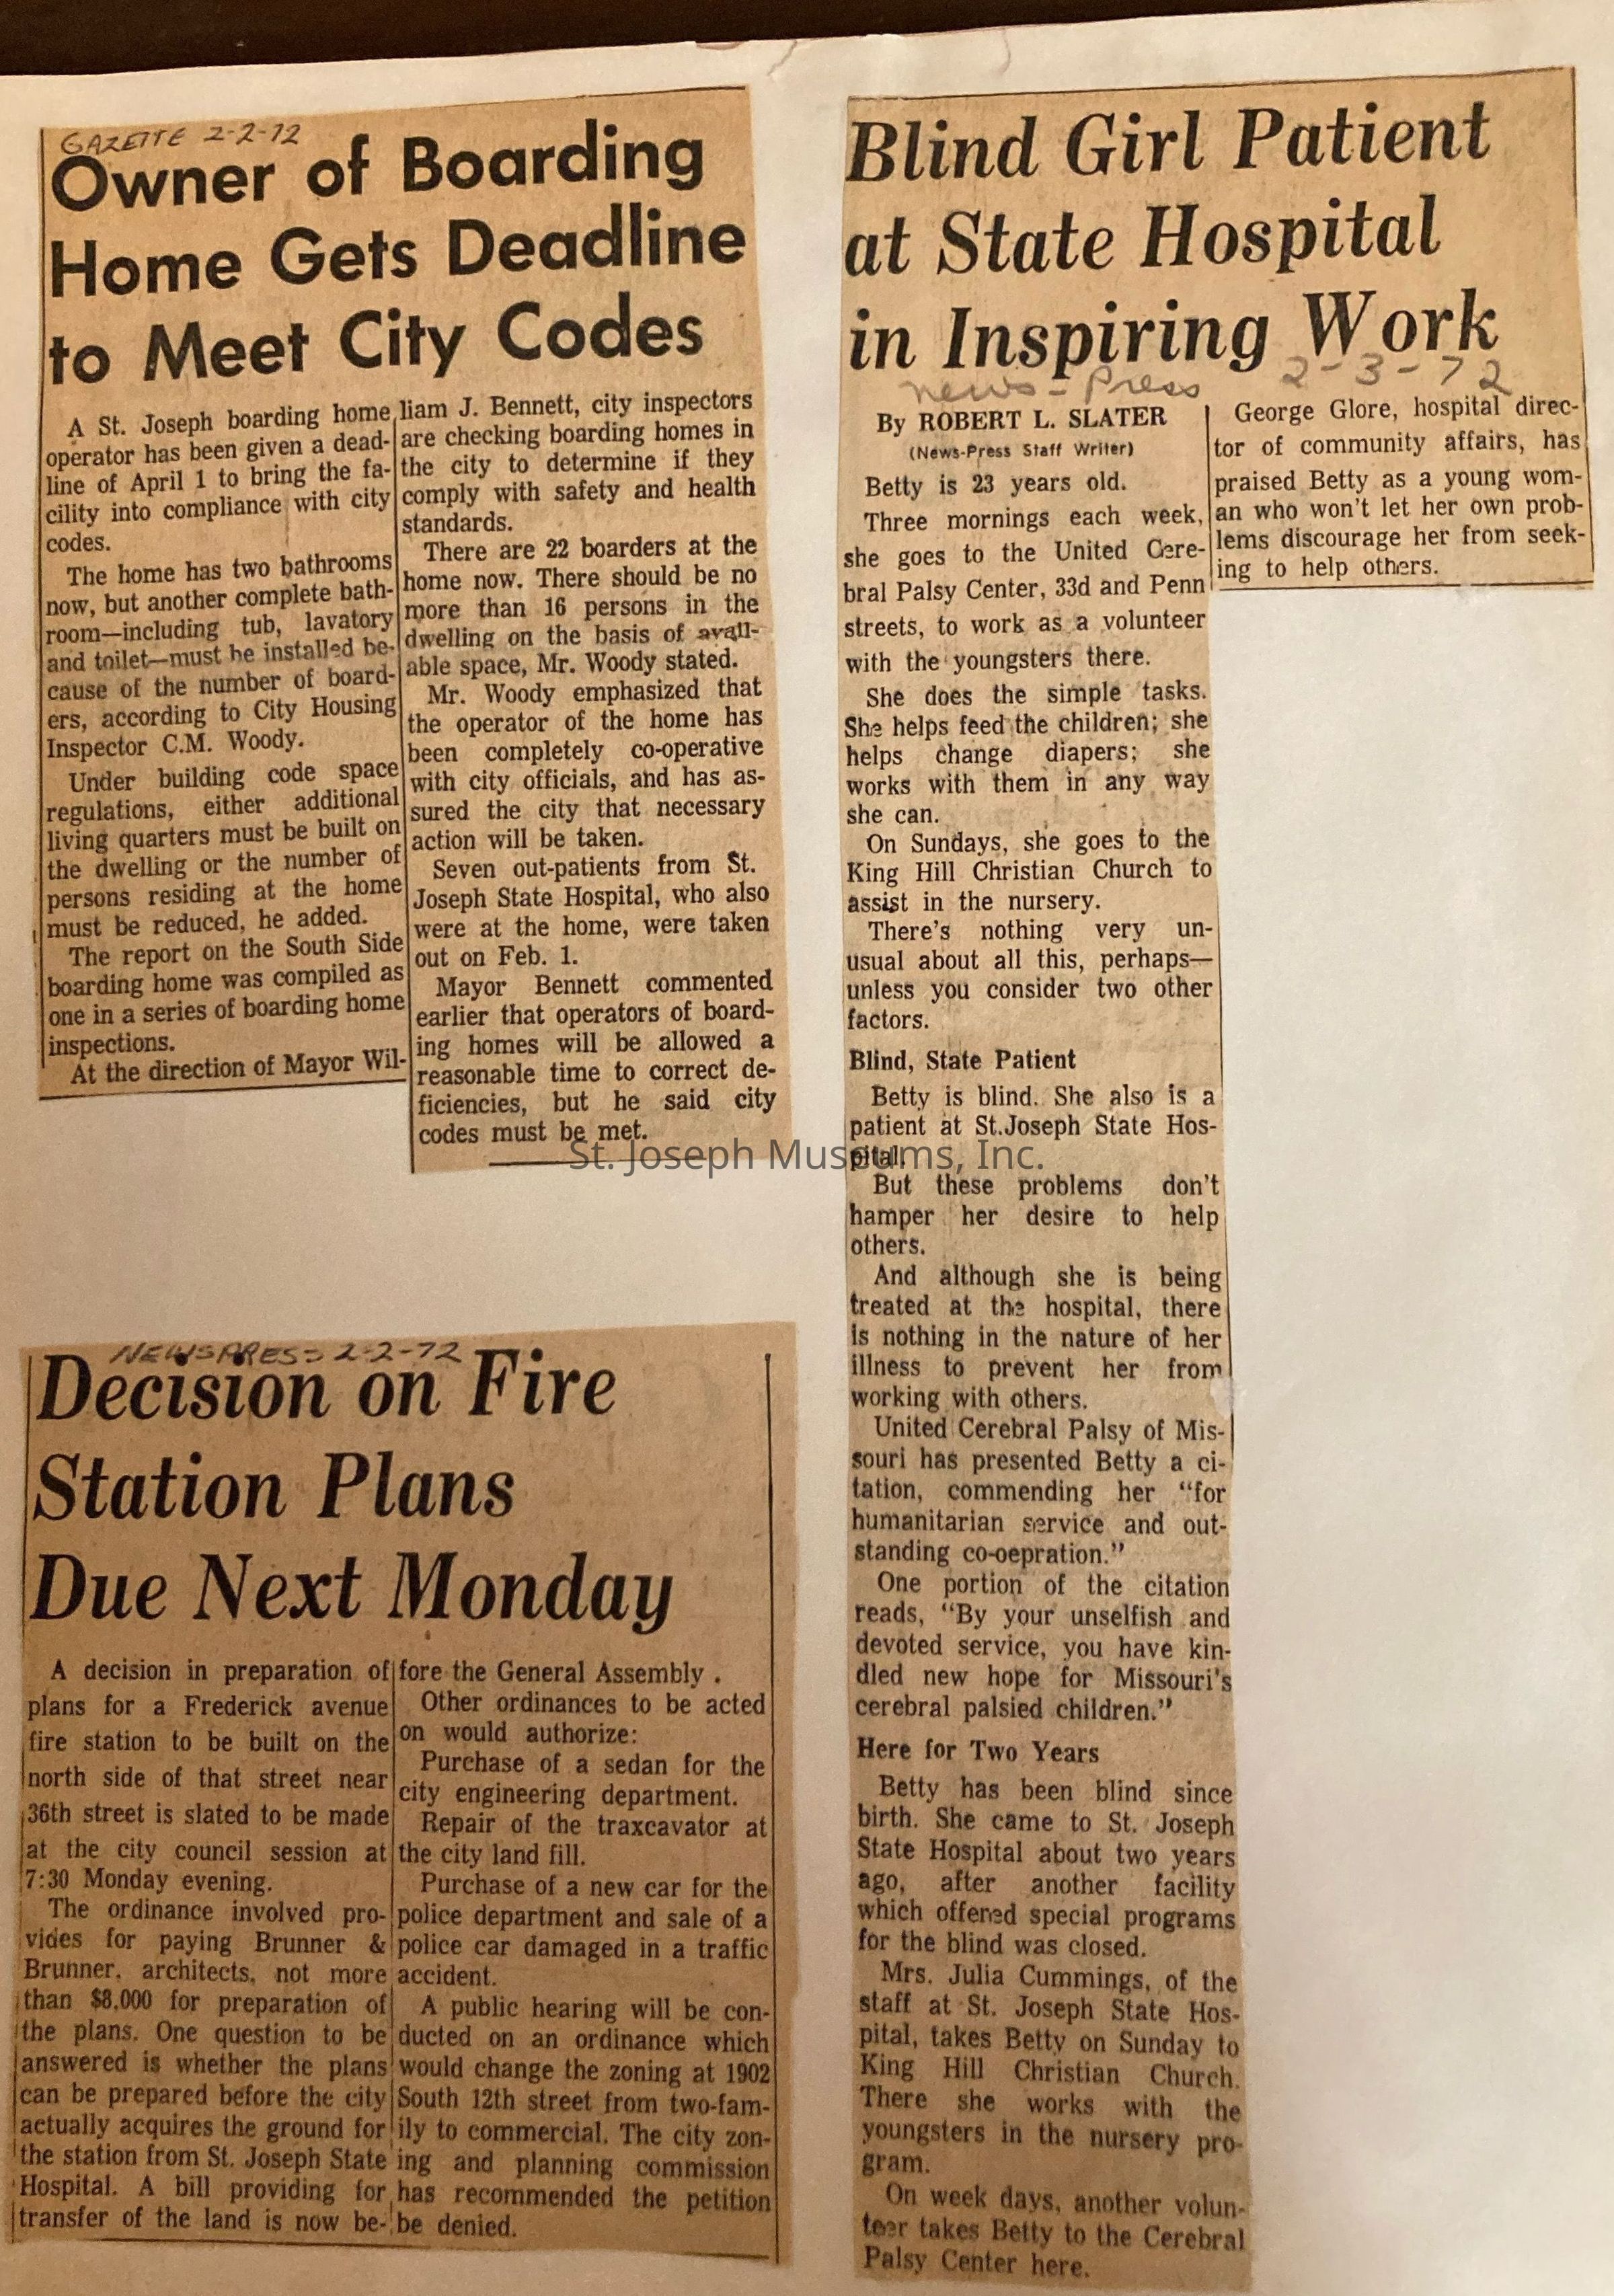 GAZETTE 2-2-72
Owner of Boarding
Home Gets Deadline
to Meet City Codes
A St. Joseph boarding home
operator has been given a dead-
line of April 1 to bring the fa-
cility into compliance with city
codes.
The home has two bathrooms
now, but another complete bath-
room—including tub, lavatory
and toilet—must be installed be-
cause of the number of board-
ers, according to City Housing
Inspector C.M. Woody.
Under building code space
regulations, either additional
living quarters must be built on
the dwelling or the number of
persons residing at the home
must be reduced, he added.
The report on the South Side
boarding home was compiled as
one in a series of boarding home
inspections.
At the direction of Mayor Wil-
liam J. Bennett, city inspectors
are checking boarding homes in
the city to determine if they
comply with safety and health
standards.
There are 22 boarders at the
home now. There should be no
more than 16 persons in the
dwelling on the basis of avail-
able space, Mr. Woody stated.
Mr. Woody emphasized that
the operator of the home has
been completely co-operative
with city officials, and has as-
sured the city that necessary
action will be taken.
Seven out-patients from St.
Joseph State Hospital, who also
were at the home, were taken
out on Feb. 1.
Mayor Bennett commented
earlier that operators of board-
ing homes will be allowed a
reasonable time to correct de-
ficiencies, but he said city
codes must be met.
NEWSPRESS 2-2-72
Decision on Fire
Station Plans
Due Next Monday
A decision in preparation of
plans for a Frederick avenue
fire station to be built on the
north side of that street near
36th street is slated to be made
at the city council session at
7:30 Monday evening.
The ordinance involved pro-
vides for paying Brunner &
Brunner, architects, not more
than $8,000 for preparation of
the plans. One question to be
answered is whether the plans
can be prepared before the city
actually acquires the ground for
the station from St. Joseph State
Hospital. A bill providing for
transfer of the land is now be-
fore the General Assembly .
Other ordinances to be acted
on would authorize:
Purchase of a sedan for the
city engineering department.
Repair of the traxcavator at
the city land fill.
Purchase of a new car for the
police department and sale of a
police car damaged in a traffic
accident.
A public hearing will be con-
ducted on an ordinance which
would change the zoning at 1902
South 12th street from two-fam-
ily to commercial. The city zon-
ing and planning commission
has recommended the petition
be denied.
Blind Girl Patient
at State Hospital
in Inspiring Work
news-Press 2-3-72
By ROBERT L. SLATER
(News-Press Staff Writer)
Betty is 23 years old.
Three mornings each week,
she goes to the United Cere-
bral Palsy Center, 33d and Penn
streets, to work as a volunteer
with the youngsters there.
She does the simple tasks.
She helps feed the children; she
helps change diapers; she
works with them in any way
she can.
On Sundays, she goes to the
King Hill Christian Church to
assist in the nursery.
There's nothing very un-
usual about all this, perhaps—
unless you consider two other
factors.
Blind, State Patient
Betty is blind. She also is a
patient at St.Joseph State Hos-
pital.
But these problems don't
hamper her desire to help
others.
And although she is being
treated at the hospital, there
is nothing in the nature of her
illness to prevent her from
working with others.
United Cerebral Palsy of Mis-
souri has presented Betty a ci-
tation, commending her "for
humanitarian service and out-
standing co-oepration."
One portion of the citation
reads, "By your unselfish and
devoted service, you have kin-
dled new hope for Missouri's
cerebral palsied children."
Here for Two Years
Betty has been blind since
birth. She came to St. Joseph
State Hospital about two years
ago, after another facility
which offered special programs
for the blind was closed.
Mrs. Julia Cummings, of the
staff at St. Joseph State Hos-
pital, takes Betty on Sunday to
King Hill Christian Church.
There she works with the
youngsters in the nursery pro-
gram.
On week days, another volun-
teer takes Betty to the Cerebral
Palsy Center here.
George Glore, hospital direc-
tor of community affairs, has
praised Betty as a young wom-
an who won't let her own prob-
lems discourage her from seek-
ing to help others.
St. Joseph Museums, Inc.